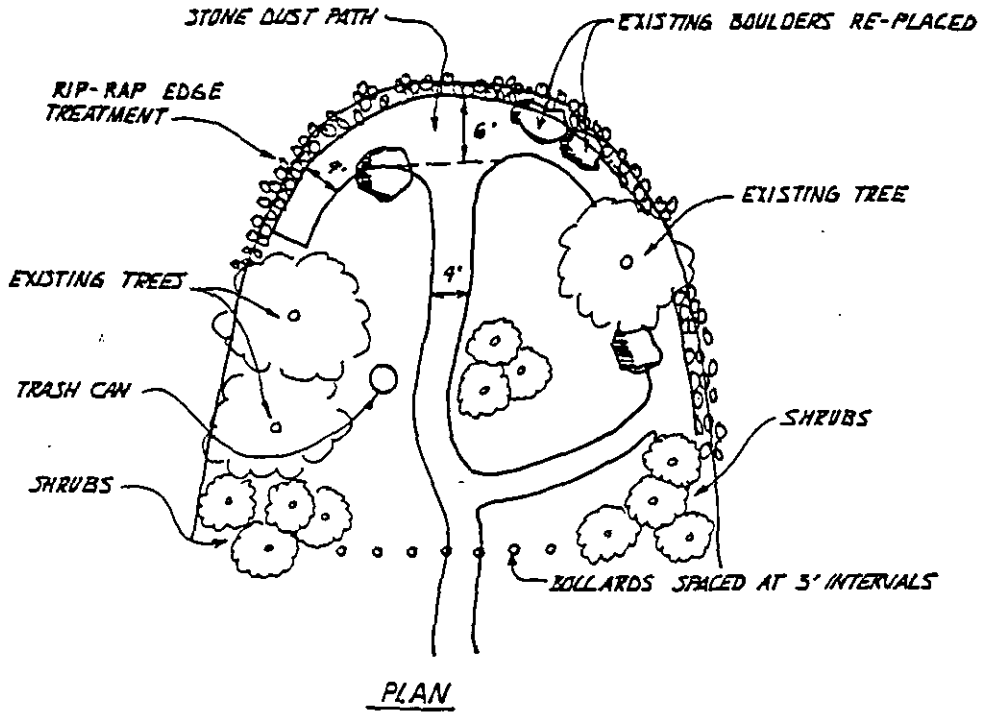 STONE DUST PATH
EXISTING BOULDERS RE-PLACED
RIP-RAP EDGE
TREATMENT
6'
4'
EXISTING TREE
4'
EXISTING TREES
TRASH CAN
SHRUBS
SHRUBS
BOLLARDS SPACED AT 3' INTERVALS
PLAN